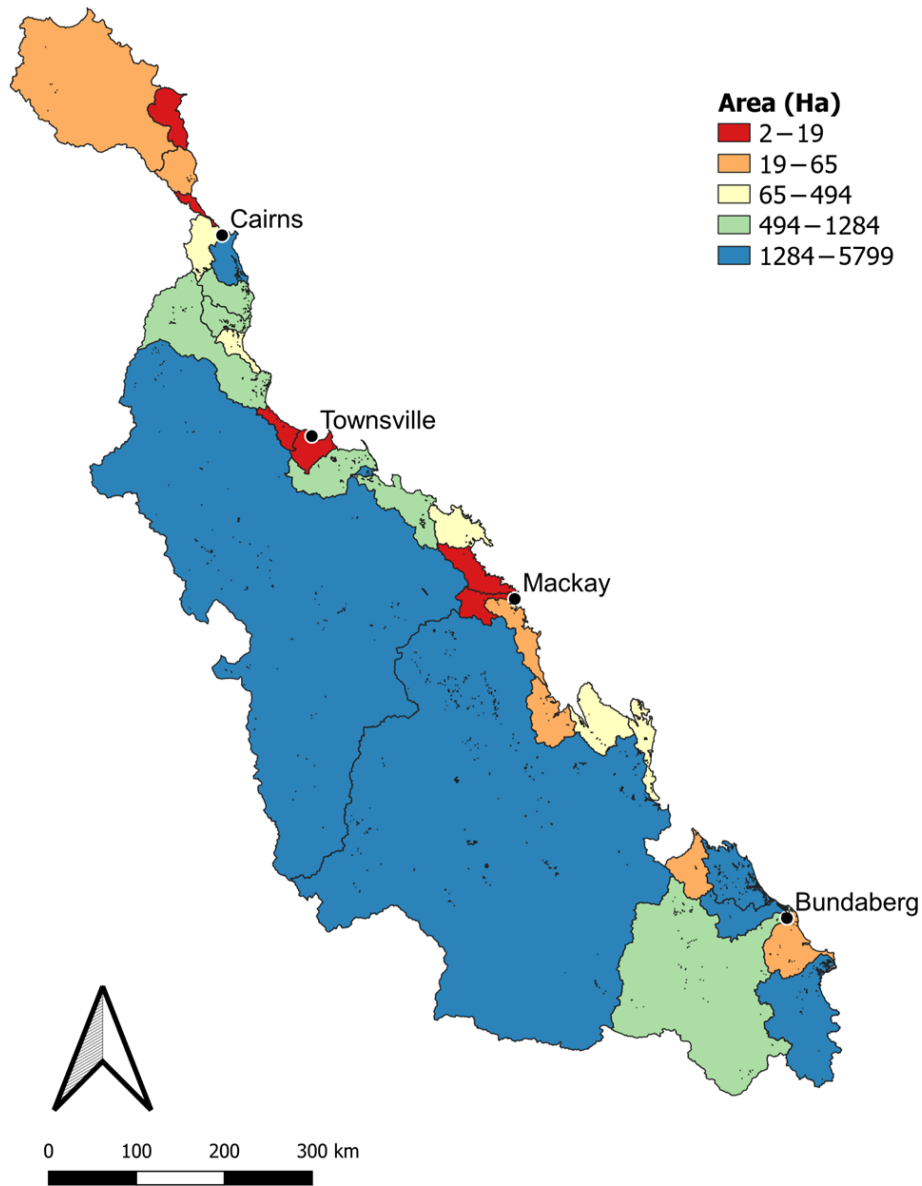 Area (Ha)
2–19
19–65
65–494
494–1284
1284–5799
Cairns
Townsville
Mackay
Bundaberg
0 100 200 300 km